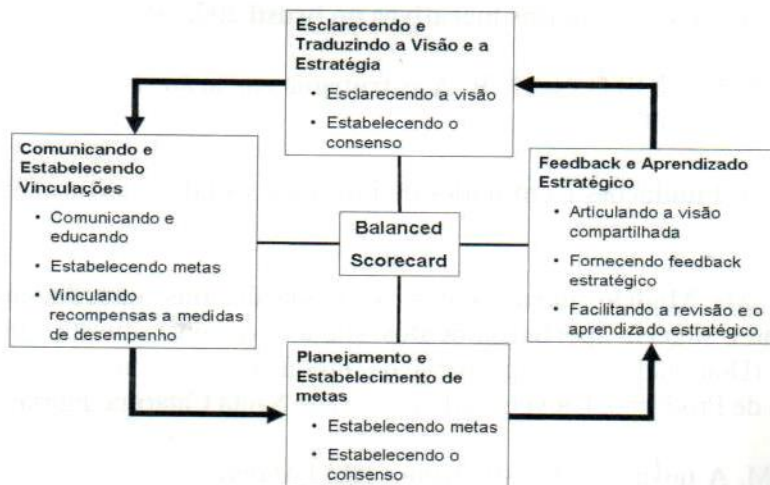 Esclarecendo e
Traduzindo a Visão e a
Estratégia
• Esclarecendo a visão
• Estabelecendo o
consenso
Comunicando e
Estabelecendo
Vinculações
• Comunicando e
educando
• Estabelecendo metas
• Vinculando
recompensas a medidas
de desempenho
Balanced
Scorecard
Feedback e Aprendizado
Estratégico
• Articulando a visão
compartilhada
• Fornecendo feedback
estratégico
• Facilitando a revisão e o
aprendizado estratégico
Planejamento e
Estabelecimento de
metas
• Estabelecendo metas
• Estabelecendo o
consenso